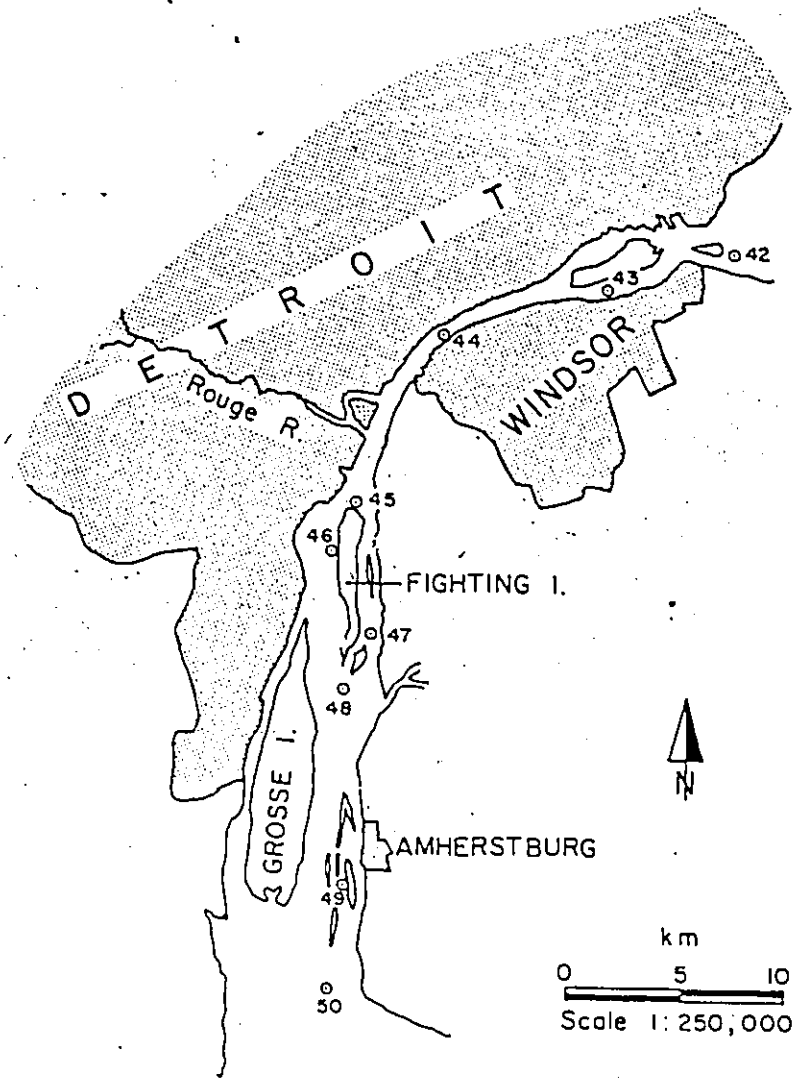 DETROIT
42
43
44
WINDSOR
Rouge R.
45
46
FIGHTING I.
47
48
GROSSE I.
N
AMHERSTBURG
49
50
km
0 5 10
Scale 1:250,000